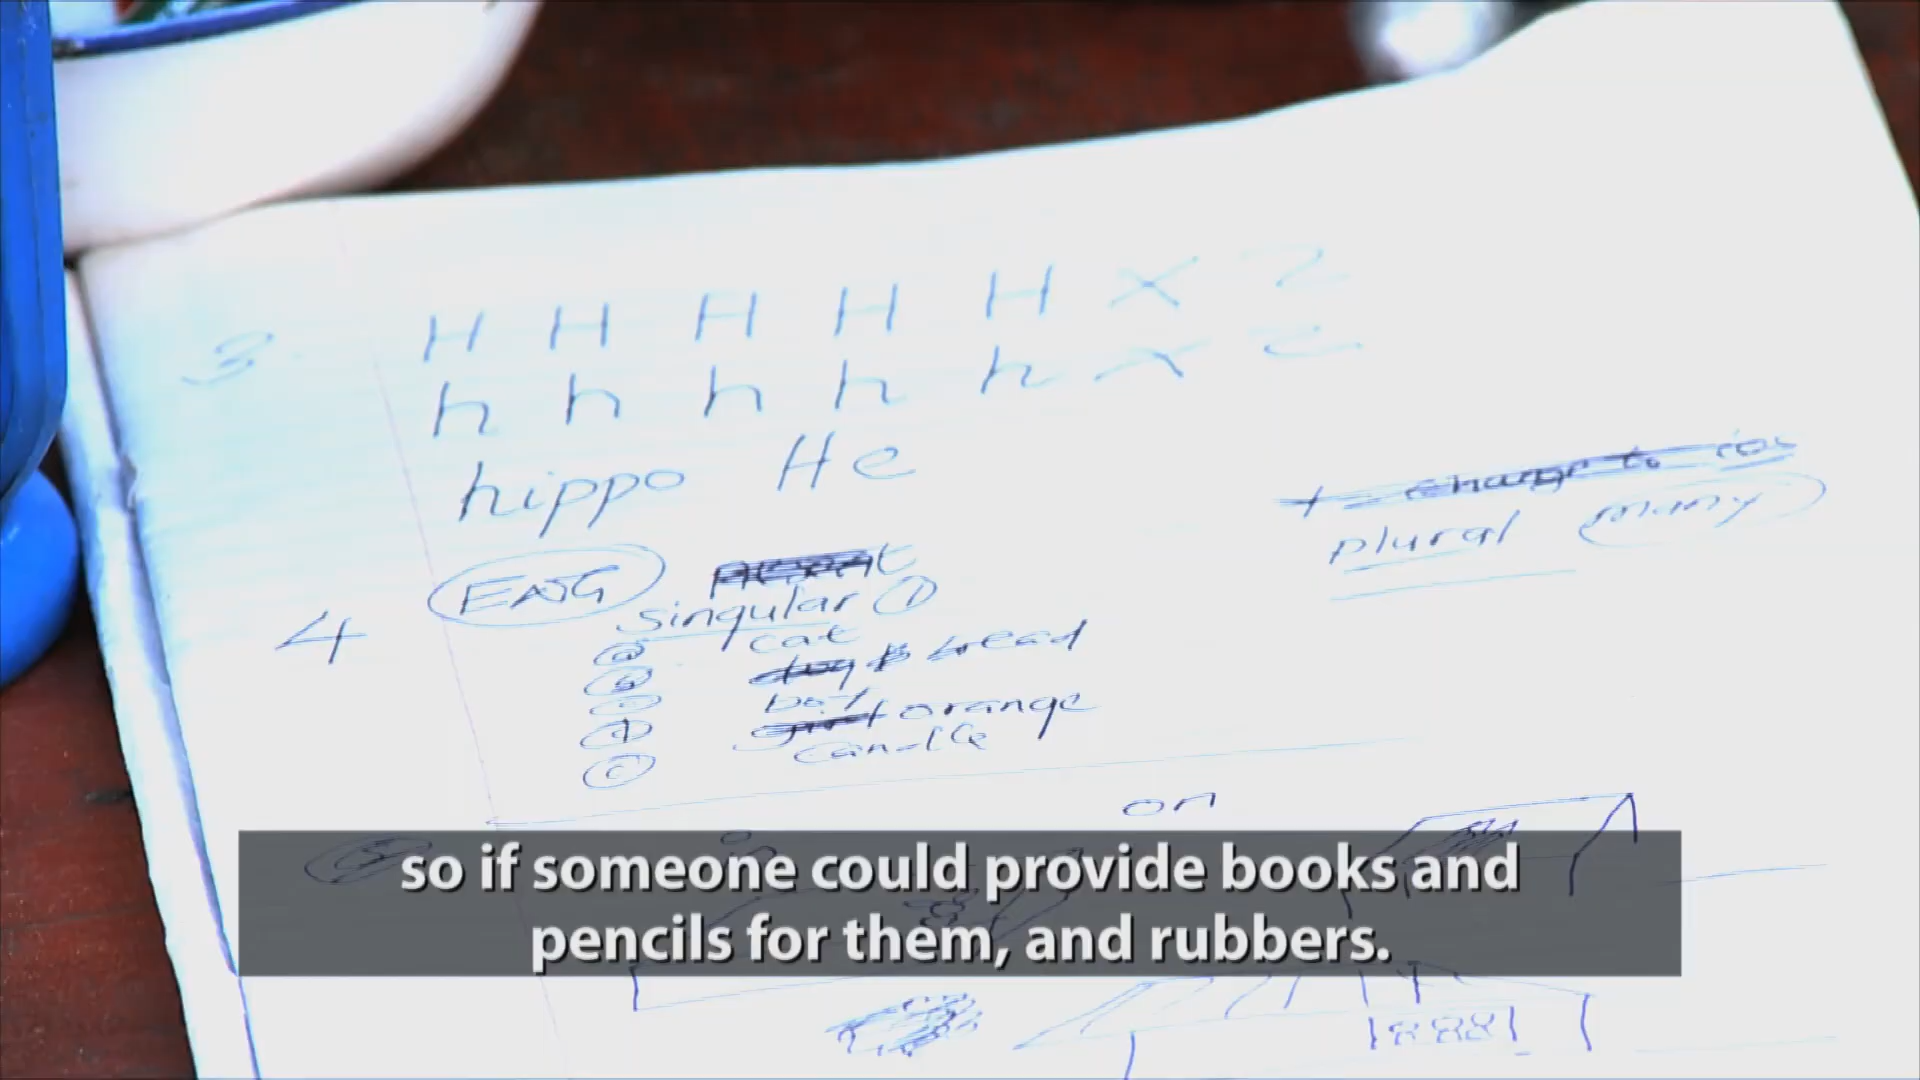 3. H H H H H X Z
h h h h h x
hippo He
plural many
ENG
singular 1
4
a cat
b bread
d orange
candle
on
so if someone could provide books and
pencils for them, and rubbers.